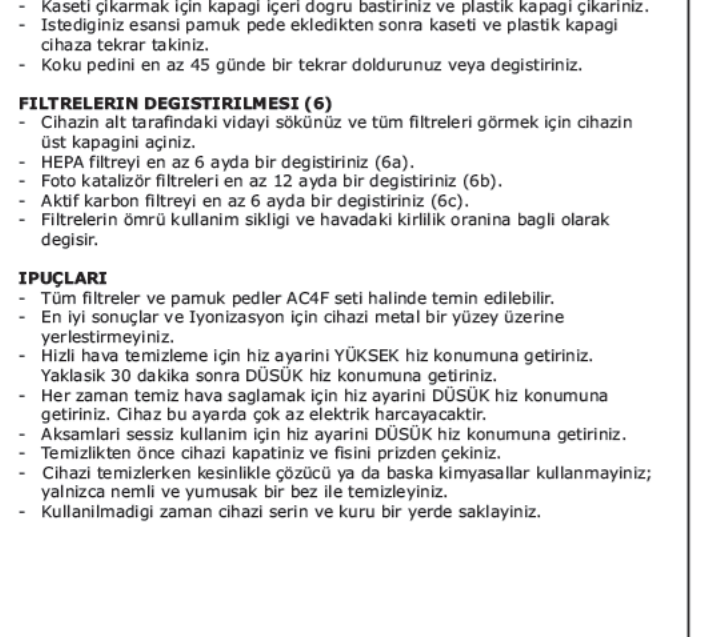 - Kaseti çikarmak için kapagi içeri dogru bastiriniz ve plastik kapagi çikariniz.
- Istediginiz esansi pamuk pede ekledikten sonra kaseti ve plastik kapagi
cihaza tekrar takiniz.
- Koku pedini en az 45 günde bir tekrar doldurunuz veya degistiriniz.
FILTRELERIN DEGISTIRILMESI (6)
- Cihazin alt tarafindaki vidayi sökünüz ve tüm filtreleri görmek için cihazin
üst kapagini açiniz.
- HEPA filtreyi en az 6 ayda bir degistiriniz (6a).
- Foto katalizör filtreleri en az 12 ayda bir degistiriniz (6b).
- Aktif karbon filtreyi en az 6 ayda bir degistiriniz (6c).
- Filtrelerin ömrü kullanim sikligi ve havadaki kirlilik oranina bagli olarak
degisir.
IPUÇLARI
- Tüm filtreler ve pamuk pedler AC4F seti halinde temin edilebilir.
- En iyi sonuçlar ve Iyonizasyon için cihazi metal bir yüzey üzerine
yerlestirmeyiniz.
- Hizli hava temizleme için hiz ayarini YÜKSEK hiz konumuna getiriniz.
Yaklasik 30 dakika sonra DÜSÜK hiz konumuna getiriniz.
- Her zaman temiz hava saglamak için hiz ayarini DÜSÜK hiz konumuna
getiriniz. Cihaz bu ayarda çok az elektrik harcayacaktir.
- Aksamlari sessiz kullanim için hiz ayarini DÜSÜK hiz konumuna getiriniz.
- Temizlikten önce cihazi kapatiniz ve fisini prizden çekiniz.
- Cihazi temizlerken kesinlikle çözücü ya da baska kimyasallar kullanmayiniz;
yalnizca nemli ve yumusak bir bez ile temizleyiniz.
- Kullanilmadigi zaman cihazi serin ve kuru bir yerde saklayiniz.